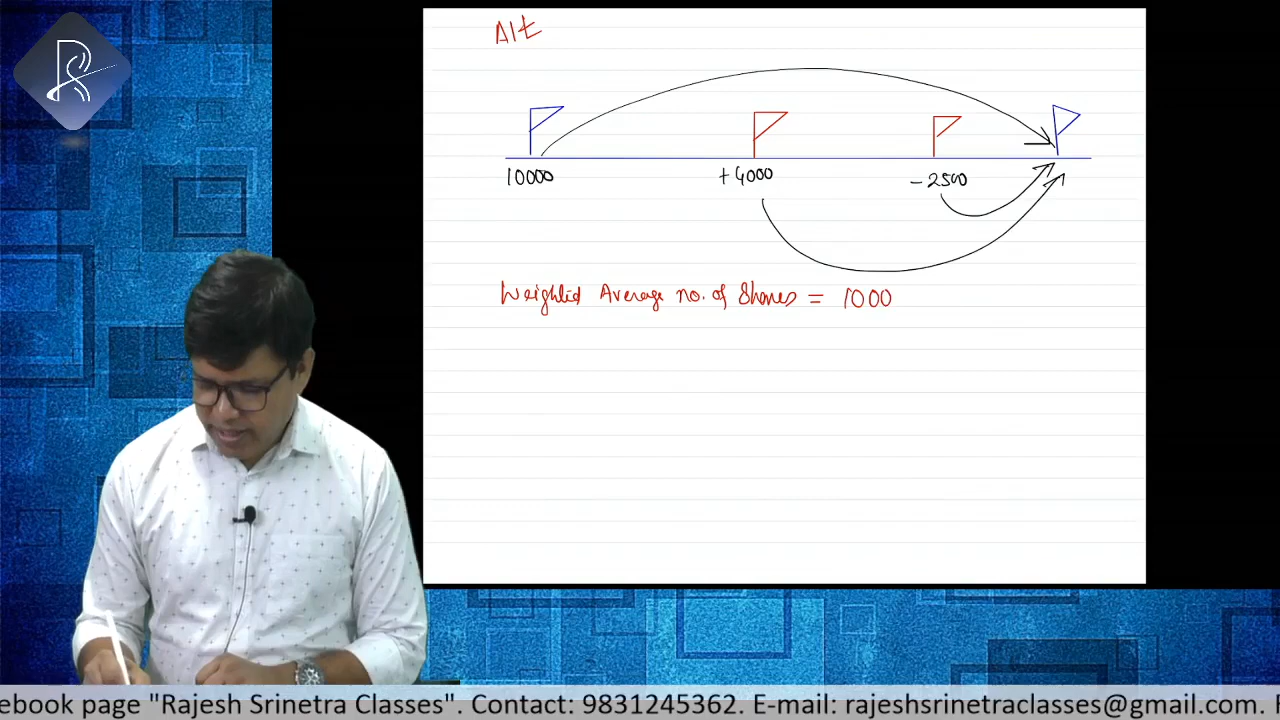 Alt
10000 +4000 -2500
Weighted Average no. of Shares = 1000
ebook page "Rajesh Srinetra Classes". Contact: 9831245362. E-mail: rajeshsrinetraclasses@gmail.com.